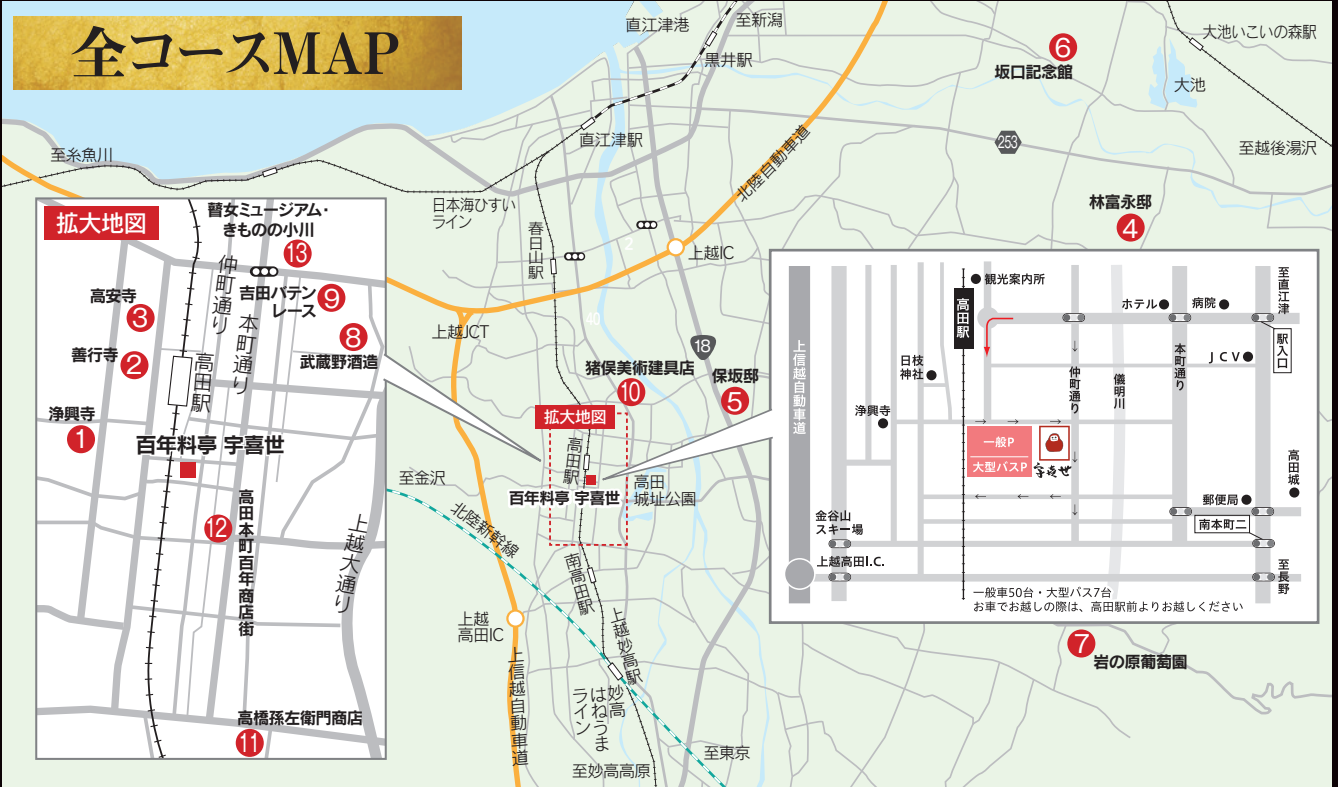 全コースMAP
直江津港
至新潟
黒井駅
直江津駅
至糸魚川
日本海ひすい
ライン
春日山駅
北陸自動車道
2
上越IC
上越JCT
40
18
253
⑥
坂口記念館
大池いこいの森駅
大池
至越後湯沢
林富永邸
④
猪俣美術建具店
⑩
保坂邸
⑤
拡大地図
高田駅
百年料亭 宇喜世
高田
城址公園
至金沢
北陸新幹線
南高田駅
上越
高田IC
上信越自動車道
上越妙高駅
妙高
はねうま
ライン
至東京
至妙高高原
⑦
岩の原葡萄園
拡大地図
瞽女ミュージアム・
きものの小川
⑬
仲町通り
本町通り
吉田バテン
レース
⑨
高安寺
③
⑧
武蔵野酒造
善行寺
②
高田駅
浄興寺
①
百年料亭 宇喜世
⑫
高田本町百年商店街
上越大通り
高橋孫左衛門商店
⑪
観光案内所
高田駅
ホテル
病院
至直江津
駅入口
上信越自動車道
日枝
神社
仲町通り
儀明川
本町通り
JCV
浄興寺
一般P
大型バスP
宇喜世
高田城
郵便局
南本町二
金谷山
スキー場
上越高田I.C.
至長野
一般車50台・大型バス7台
お車でお越しの際は、高田駅前よりお越しください